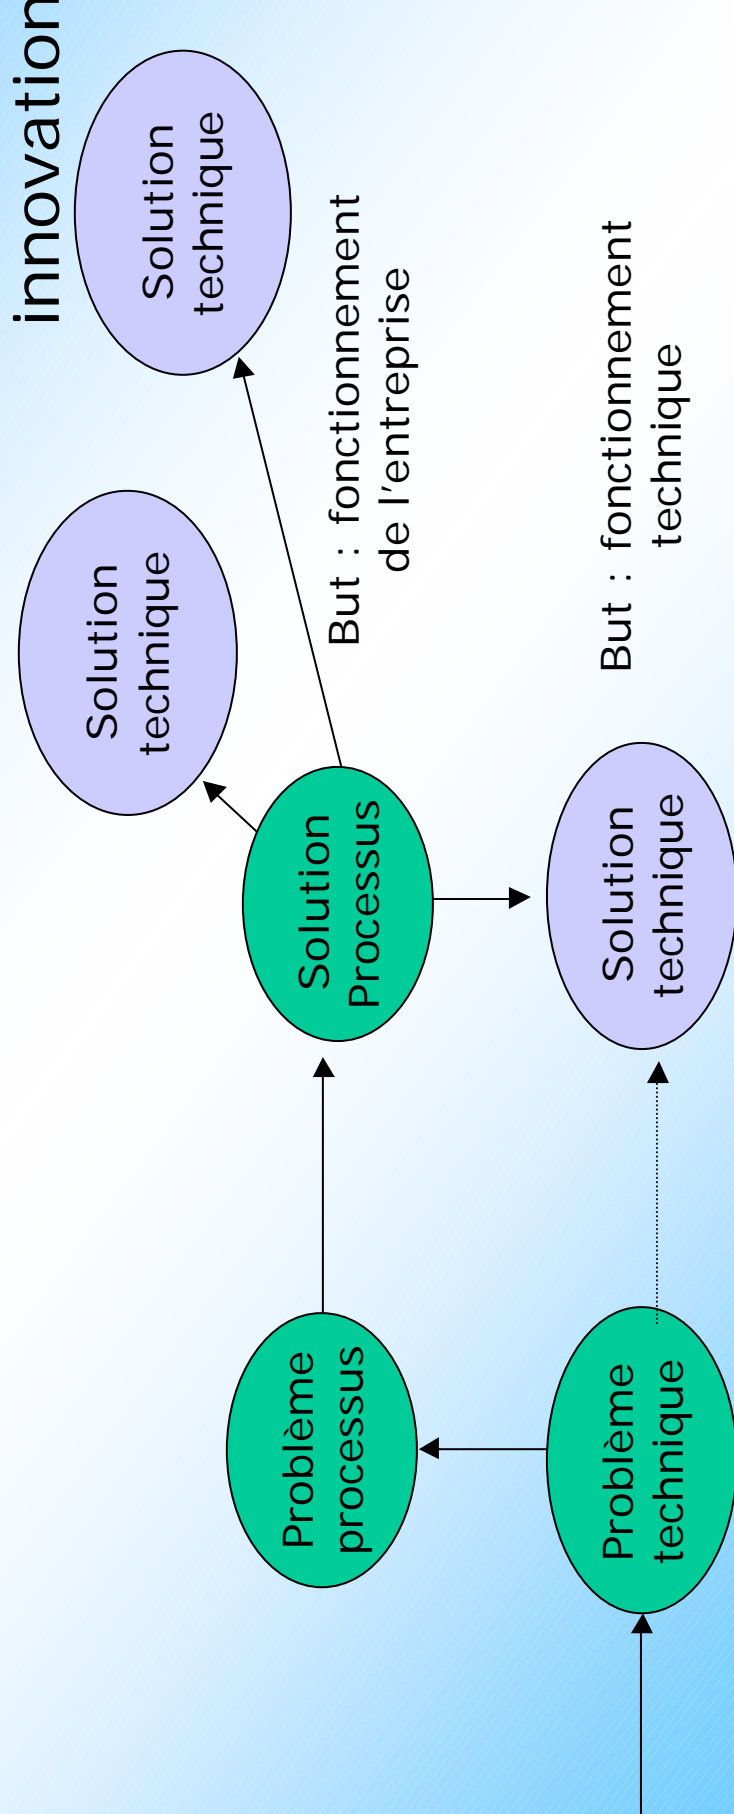 innovation
Solution
technique
Solution
technique
But : fonctionnement
de l'entreprise
Solution
Processus
Problème
processus
But : fonctionnement
technique
Solution
technique
Problème
technique